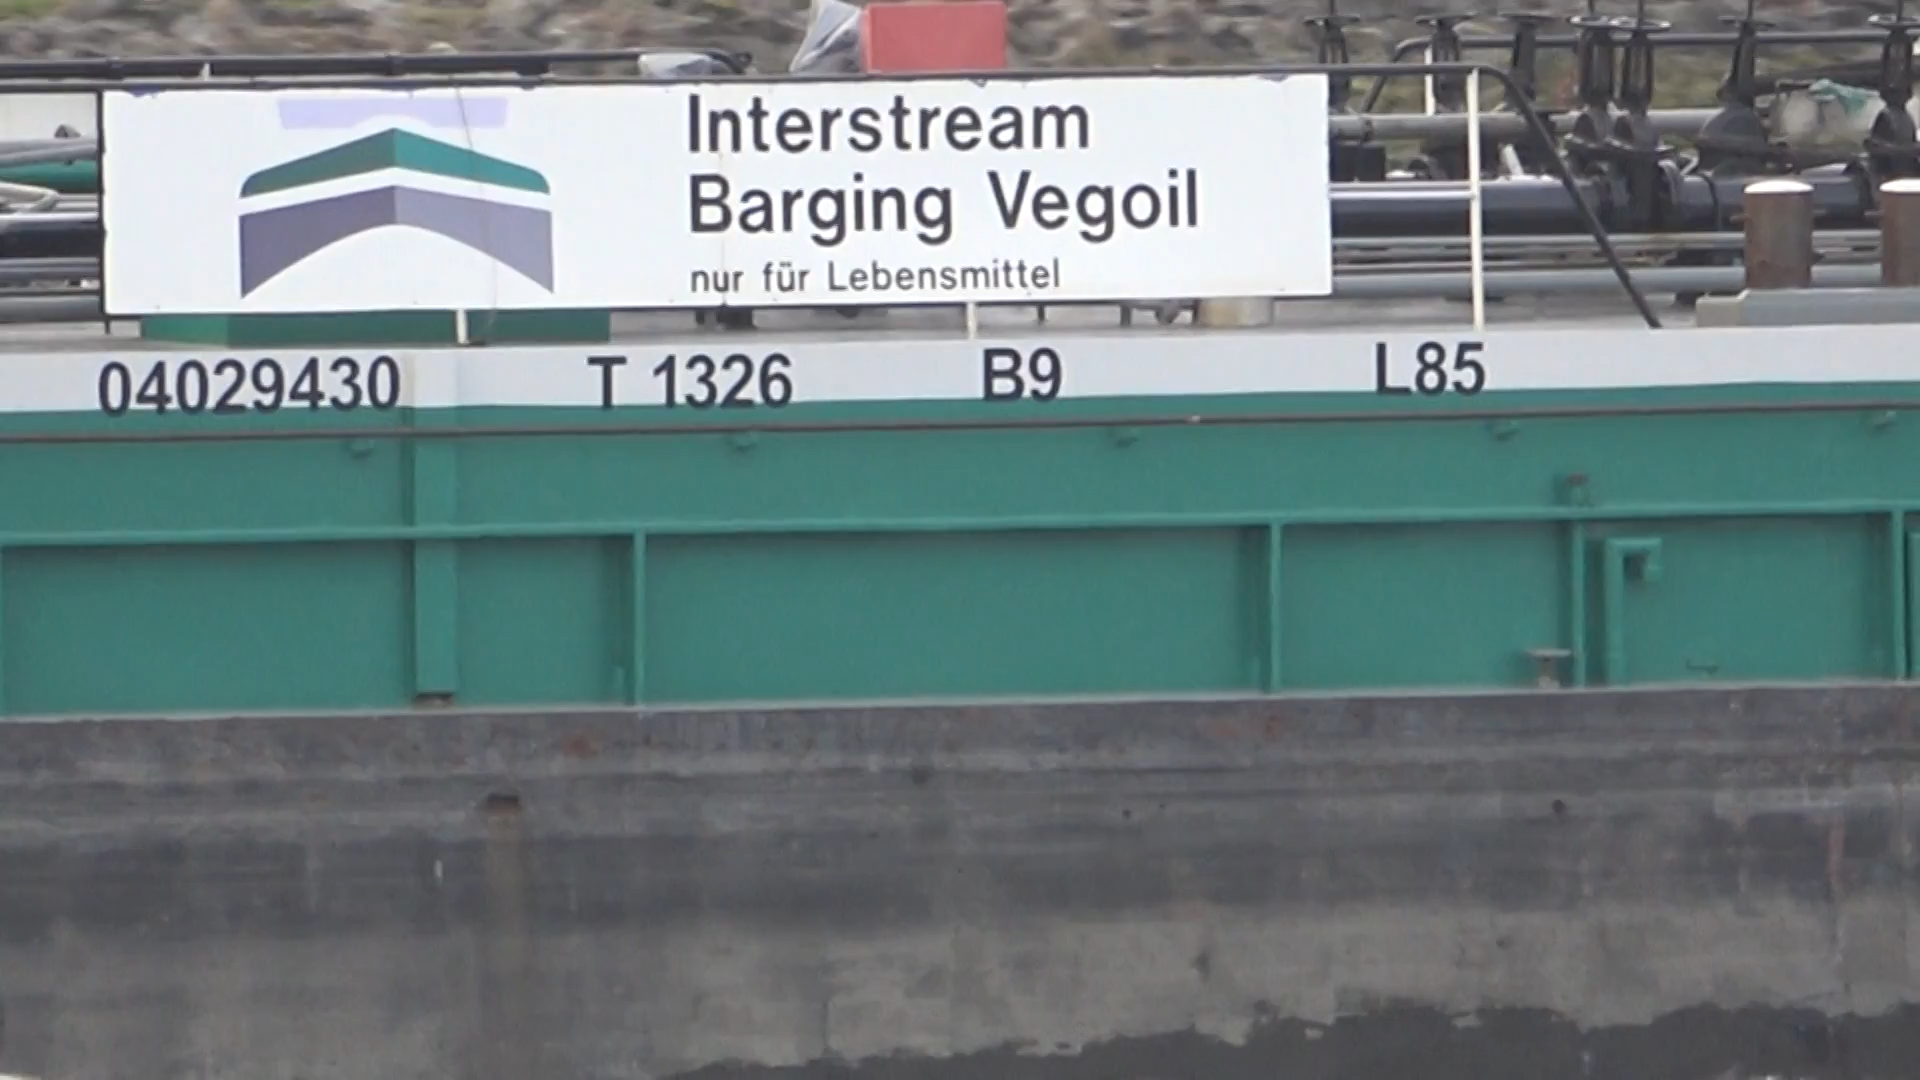 Interstream
Barging Vegoil
nur für Lebensmittel
04029430 T 1326 B9 L85